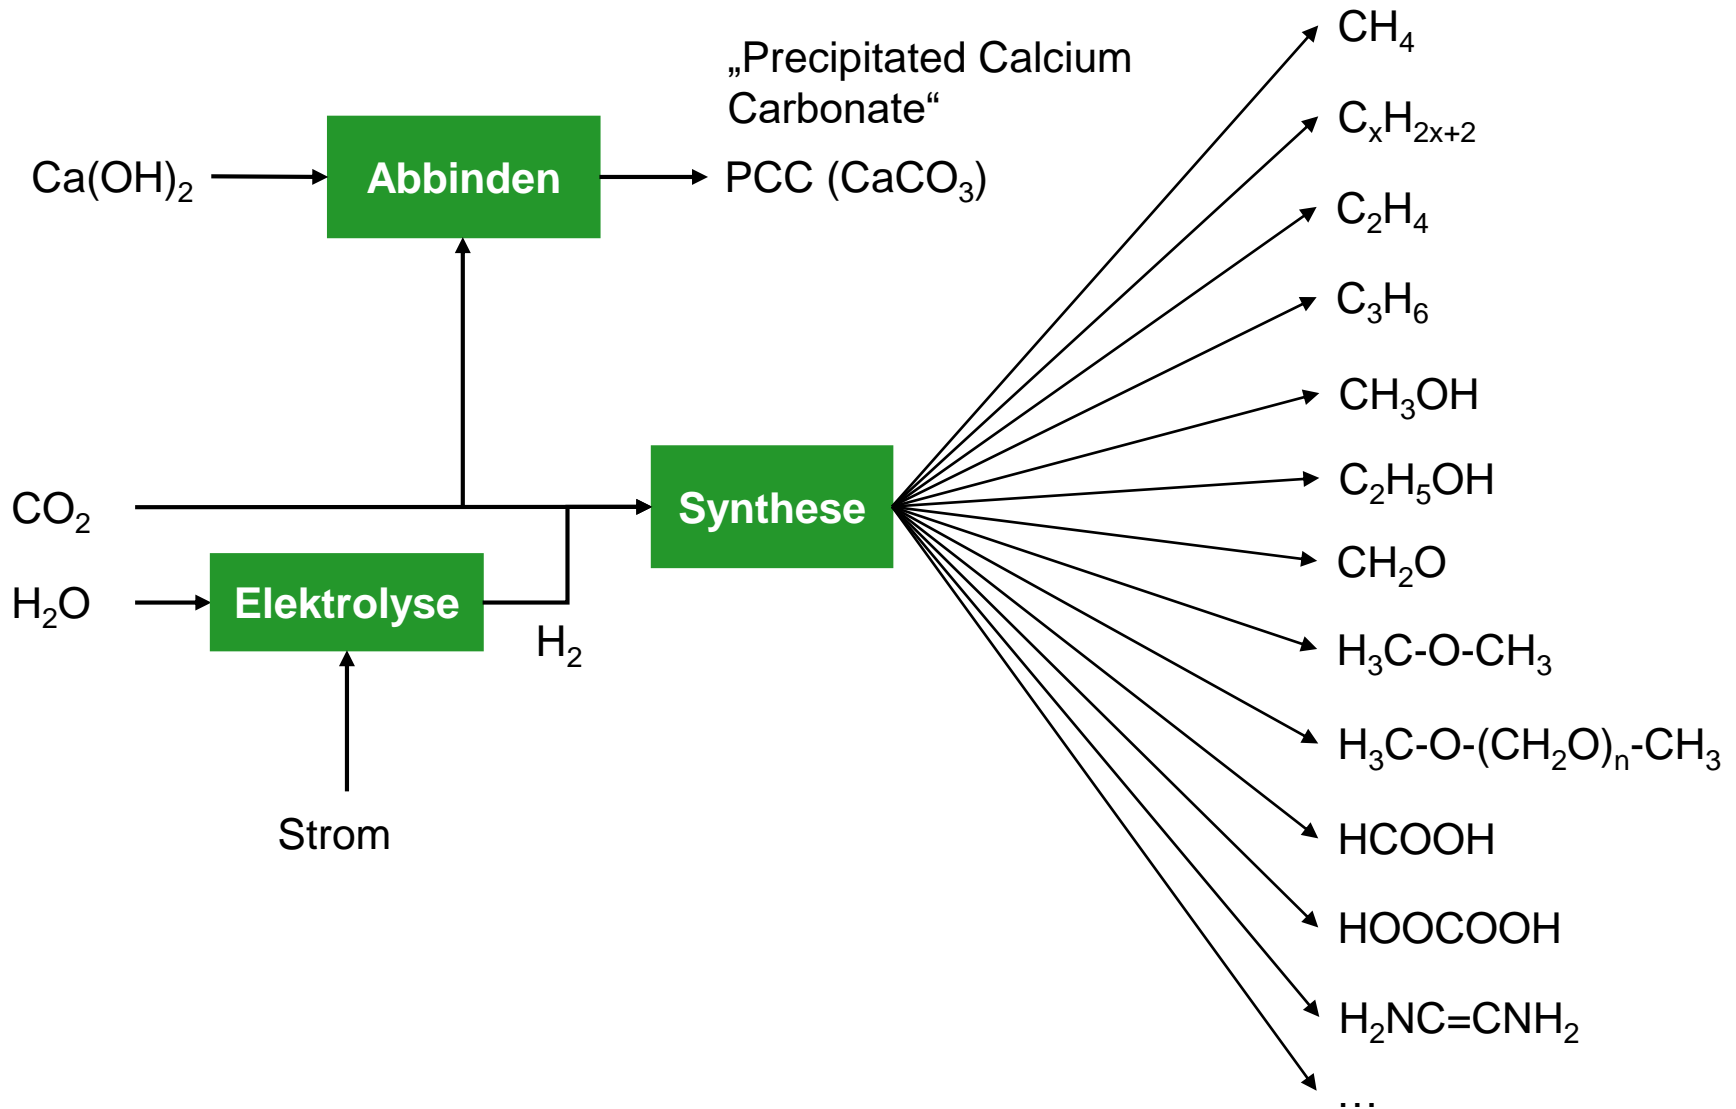 „Precipitated Calcium
Carbonate“
Ca(OH)₂
Abbinden
PCC (CaCO₃)
CO₂
Synthese
H₂O
Elektrolyse
H₂
Strom
CH₄
CₓH₂ₓ₊₂
C₂H₄
C₃H₆
CH₃OH
C₂H₅OH
CH₂O
H₃C-O-CH₃
H₃C-O-(CH₂O)ₙ-CH₃
HCOOH
HOOCOOH
H₂NC=CNH₂
...